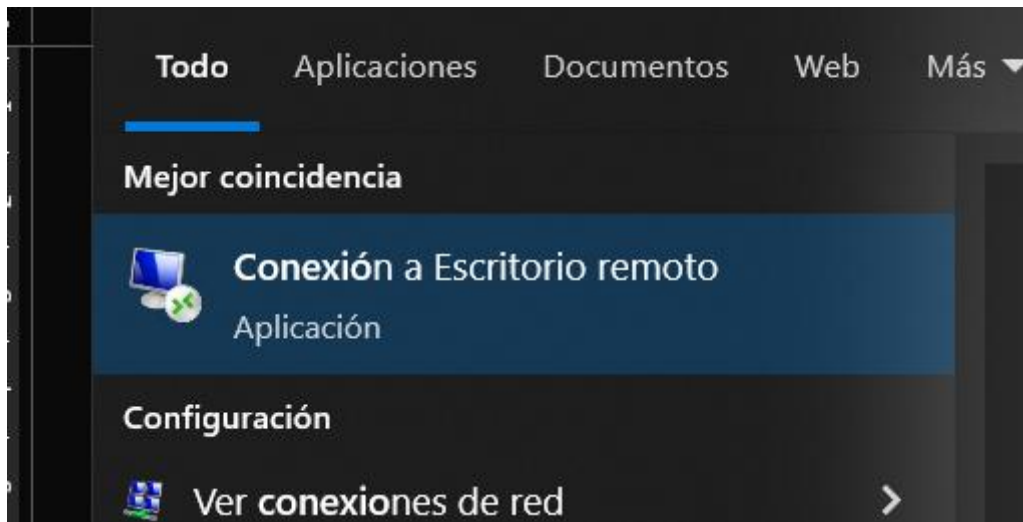 Todo Aplicaciones Documentos Web Más
Mejor coincidencia
Conexión a Escritorio remoto
Aplicación
Configuración
Ver conexiones de red